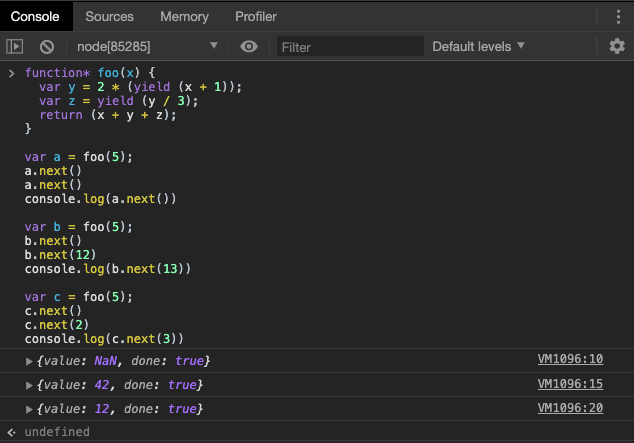 Console Sources Memory Profiler
node[85285] ▼ Filter Default levels ▼
> function* foo(x) {
  var y = 2 * (yield (x + 1));
  var z = yield (y / 3);
  return (x + y + z);
}
var a = foo(5);
a.next()
a.next()
console.log(a.next())
var b = foo(5);
b.next()
b.next(12)
console.log(b.next(13))
var c = foo(5);
c.next()
c.next(2)
console.log(c.next(3))
▶ {value: NaN, done: true} VM1096:10
▶ {value: 42, done: true} VM1096:15
▶ {value: 12, done: true} VM1096:20
undefined